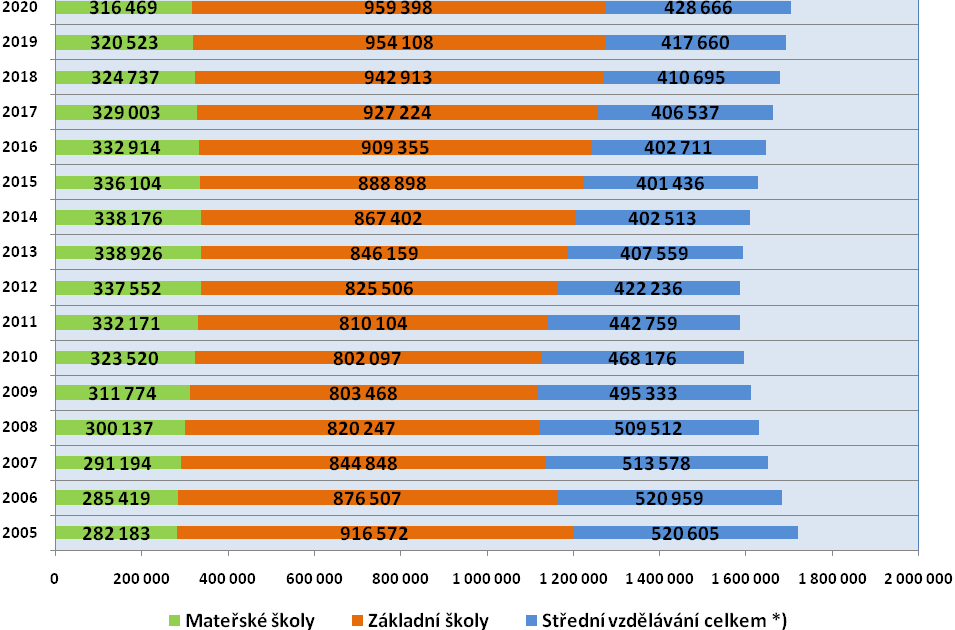 2020 316 469 959 398 428 666
2019 320 523 954 108 417 660
2018 324 737 942 913 410 695
2017 329 003 927 224 406 537
2016 332 914 909 355 402 711
2015 336 104 888 898 401 436
2014 338 176 867 402 402 513
2013 338 926 846 159 407 559
2012 337 552 825 506 422 236
2011 332 171 810 104 442 759
2010 323 520 802 097 468 176
2009 311 774 803 468 495 333
2008 300 137 820 247 509 512
2007 291 194 844 848 513 578
2006 285 419 876 507 520 959
2005 282 183 916 572 520 605
0 200 000 400 000 600 000 800 000 1 000 000 1 200 000 1 400 000 1 600 000 1 800 000 2 000 000
Mateřské školy Základní školy Střední vzdělávání celkem *)